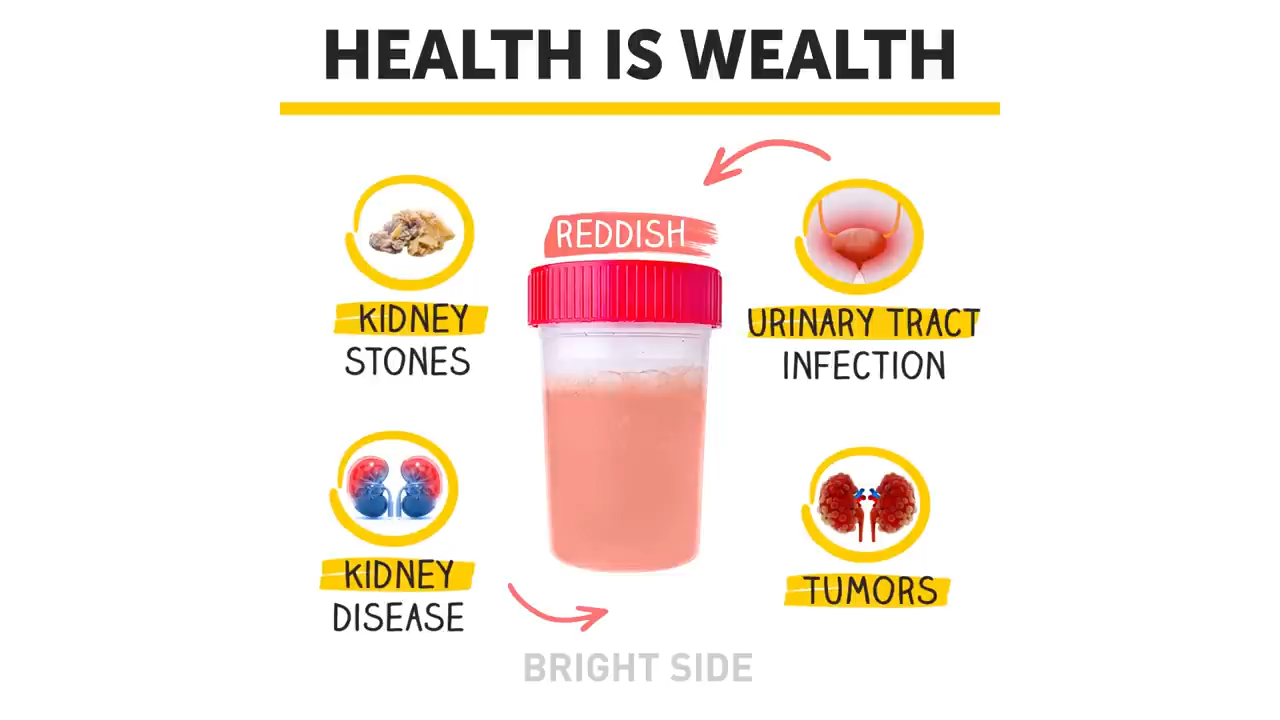 HEALTH IS WEALTH
REDDISH
KIDNEY
STONES
URINARY TRACT
INFECTION
KIDNEY
DISEASE
TUMORS
BRIGHT SIDE